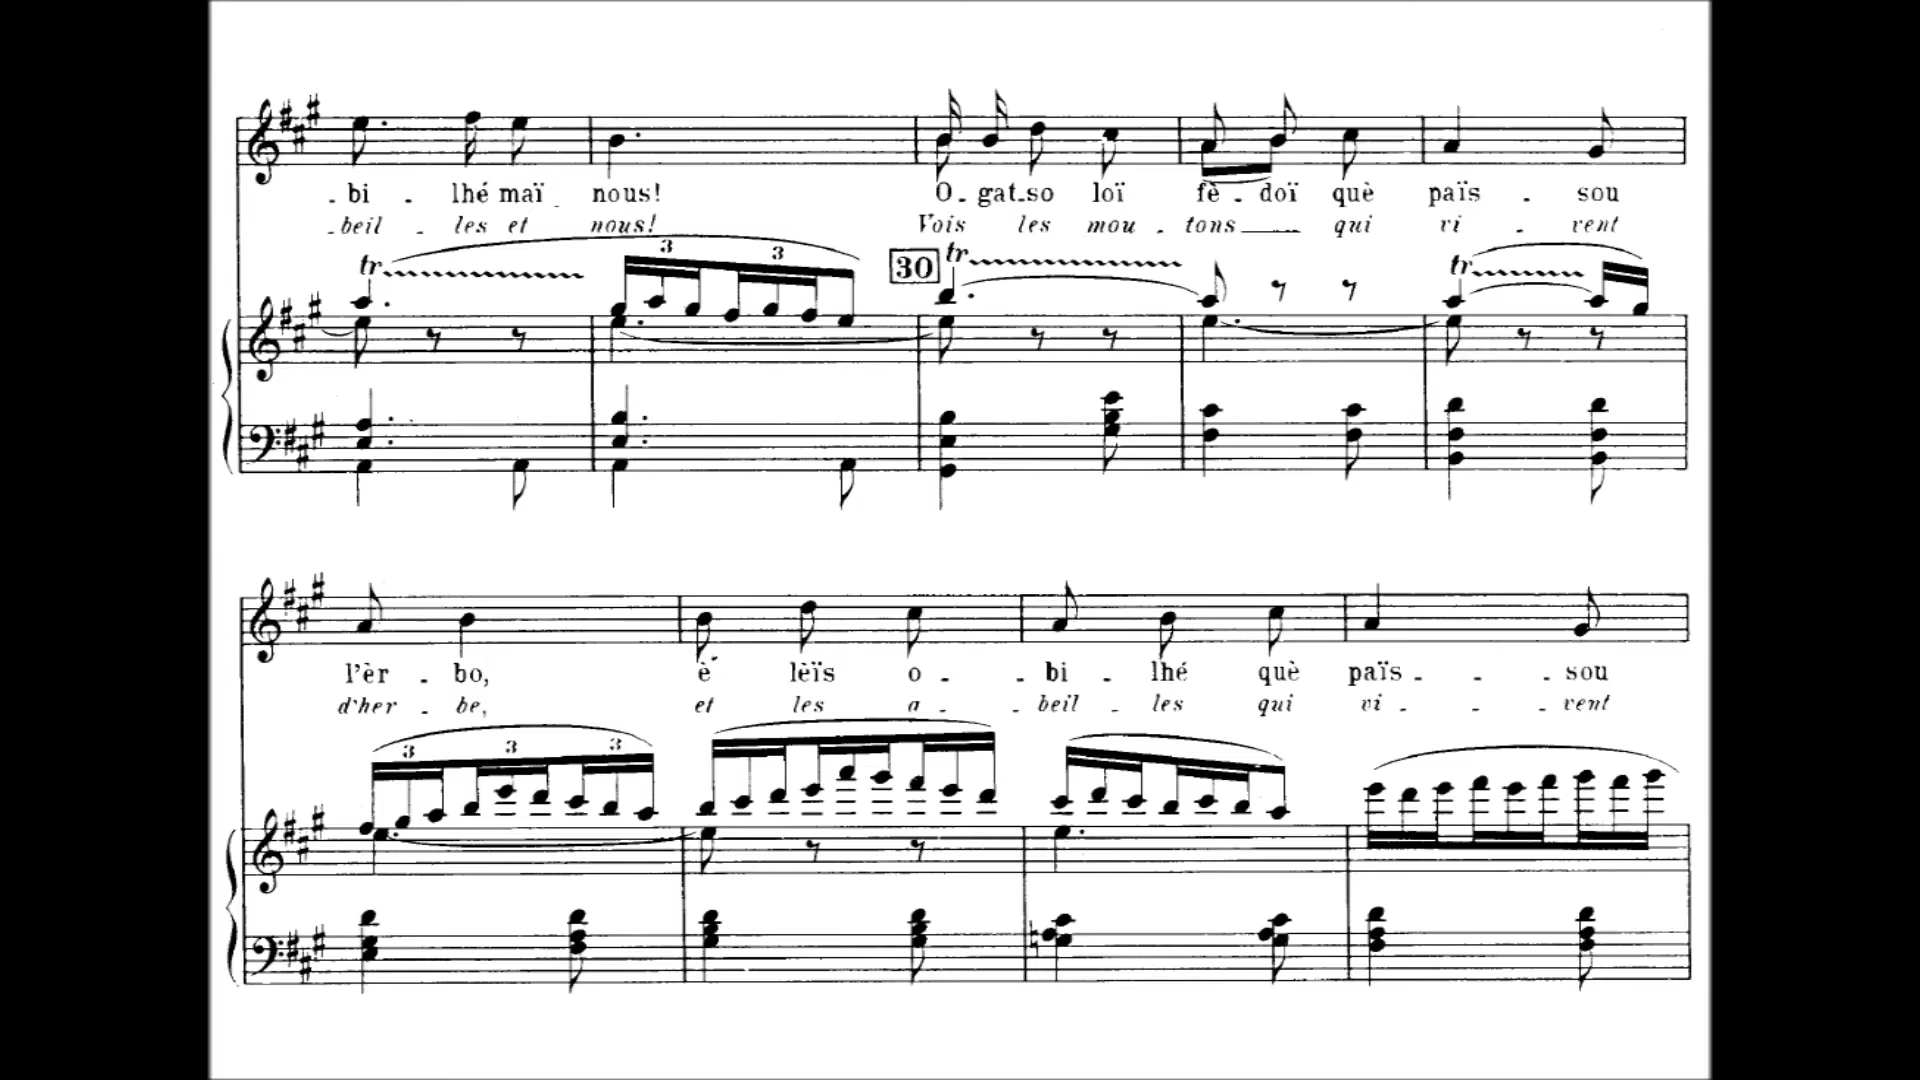 - bi - lhé maï nous! O - gat - so loï fè - doï què païs - sou
- beil - les et nous! Vois les mou - tons qui vi - vent
3 3
tr 30 tr tr
l'èr - bo, è lèïs o - - bi - lhé què païs - - sou
d'her - be, et les a - - beil - les qui vi - - vent
3 3 3